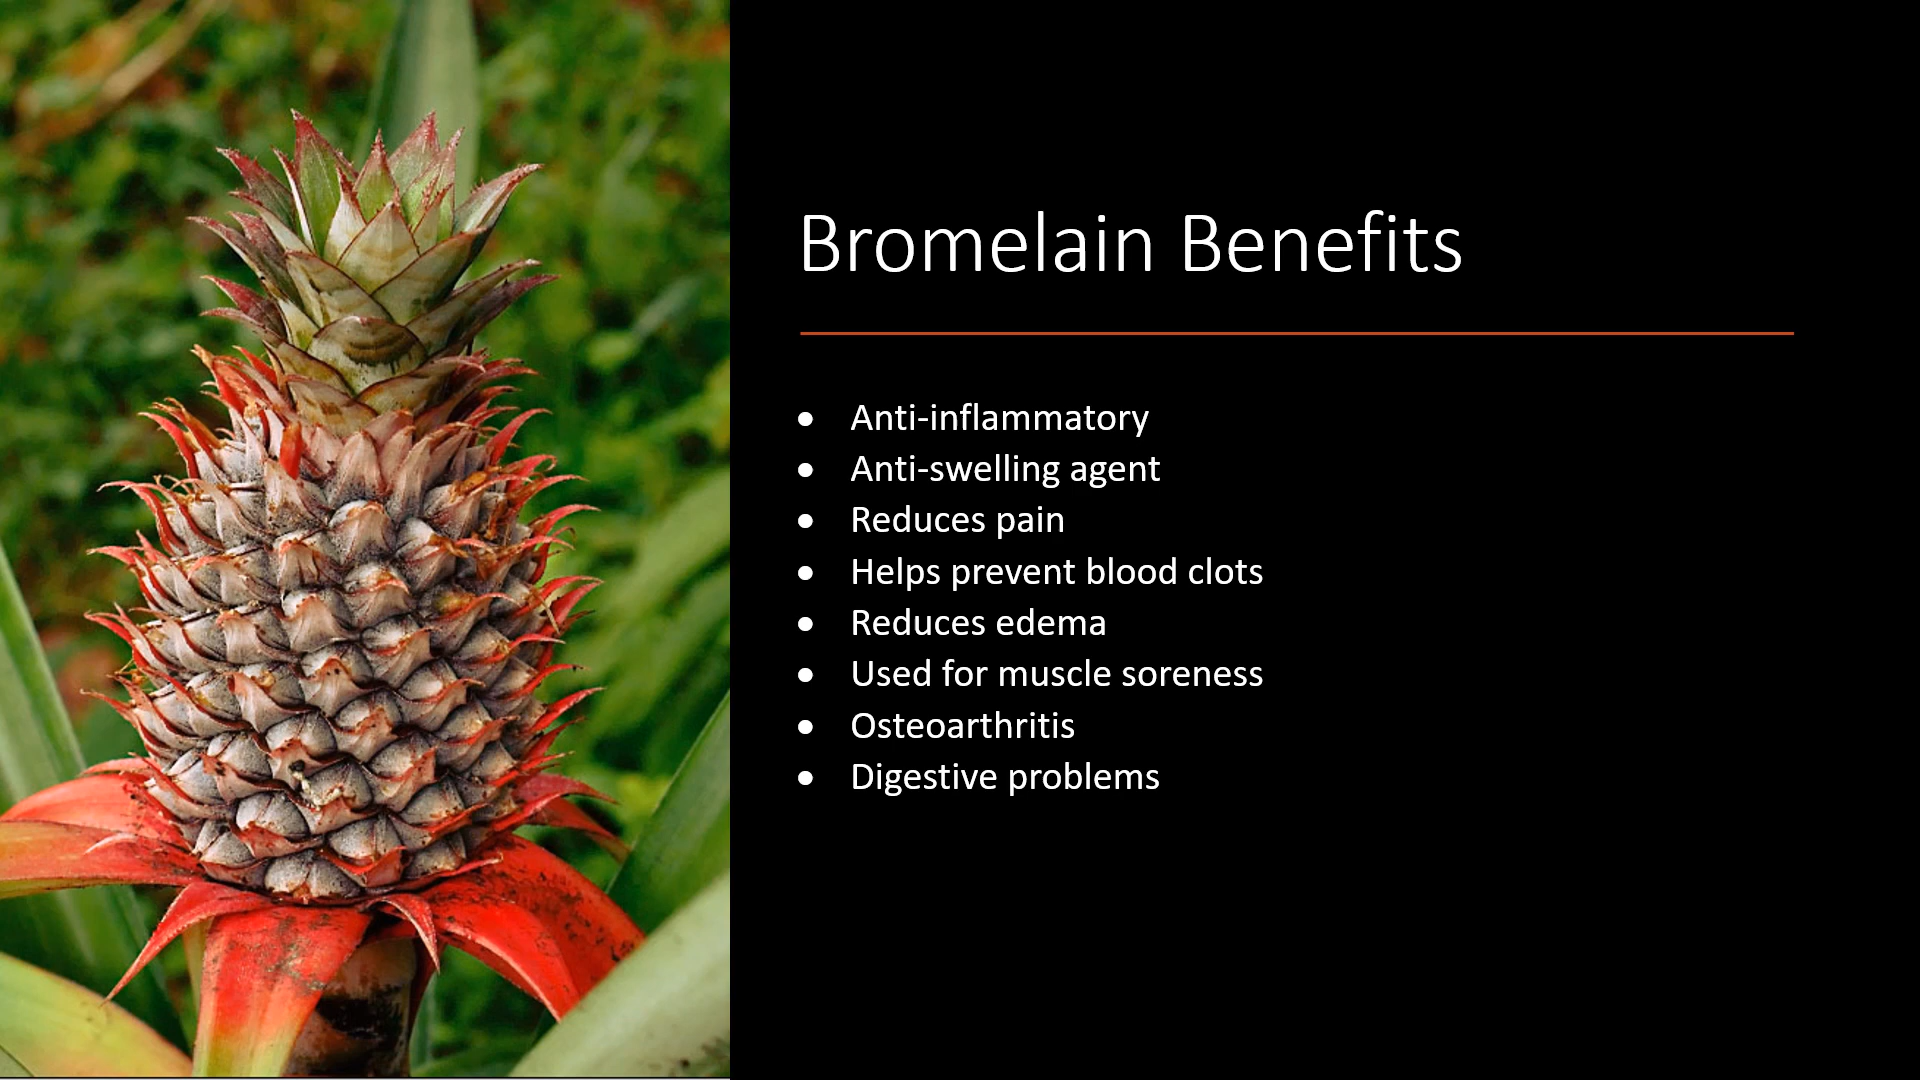 Bromelain Benefits
● Anti-inflammatory
● Anti-swelling agent
● Reduces pain
● Helps prevent blood clots
● Reduces edema
● Used for muscle soreness
● Osteoarthritis
● Digestive problems